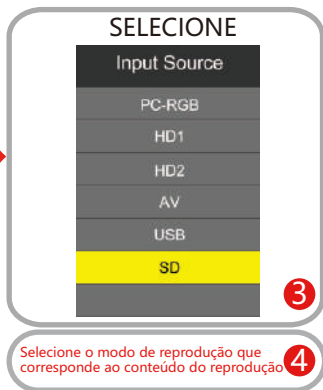 SELECIONE
Input Source
PC-RGB
HD1
HD2
AV
USB
SD
3
Selecione o modo de reprodução que
corresponde ao conteúdo do reprodução
4